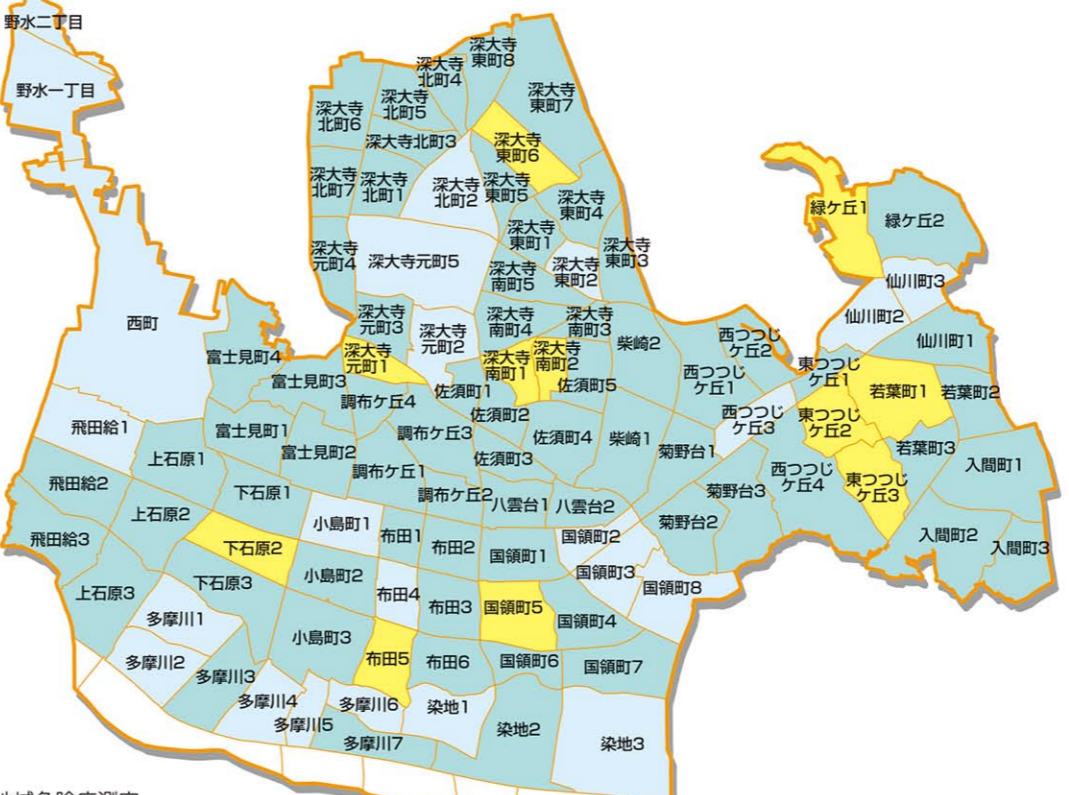 野水二丁目
野水一丁目
深大寺
東町8
深大寺
北町4
深大寺
東町7
深大寺
北町5
深大寺
北町6
深大寺北町3
深大寺
東町6
深大寺
北町7
深大寺
北町1
深大寺
北町2
深大寺
東町5
深大寺
東町4
緑ケ丘1
緑ケ丘2
深大寺
東町1
深大寺
元町4
深大寺元町5
深大寺
南町5
深大寺
東町2
深大寺
東町3
仙川町3
西町
深大寺
元町3
深大寺
元町2
深大寺
南町4
深大寺
南町3
柴崎2
西つつじ
ケ丘2
仙川町2
仙川町1
富士見町4
深大寺
元町1
深大寺
南町1
深大寺
南町2
富士見町3
佐須町1
佐須町5
西つつじ
ケ丘1
東つつじ
ケ丘1
若葉町1
若葉町2
調布ケ丘4
飛田給1
富士見町1
調布ケ丘3
佐須町2
佐須町4
柴崎1
西つつじ
ケ丘3
東つつじ
ケ丘2
若葉町3
上石原1
富士見町2
調布ケ丘1
佐須町3
菊野台1
入間町1
飛田給2
下石原1
調布ケ丘2
八雲台1
八雲台2
菊野台3
西つつじ
ケ丘4
東つつじ
ケ丘3
上石原2
小島町1
布田1
国領町2
菊野台2
飛田給3
下石原2
布田2
国領町1
入間町2
入間町3
下石原3
小島町2
国領町3
国領町8
上石原3
布田4
布田3
国領町5
国領町4
多摩川1
小島町3
多摩川2
布田5
布田6
国領町6
国領町7
多摩川3
多摩川4
多摩川6
染地1
多摩川5
染地2
多摩川7
染地3